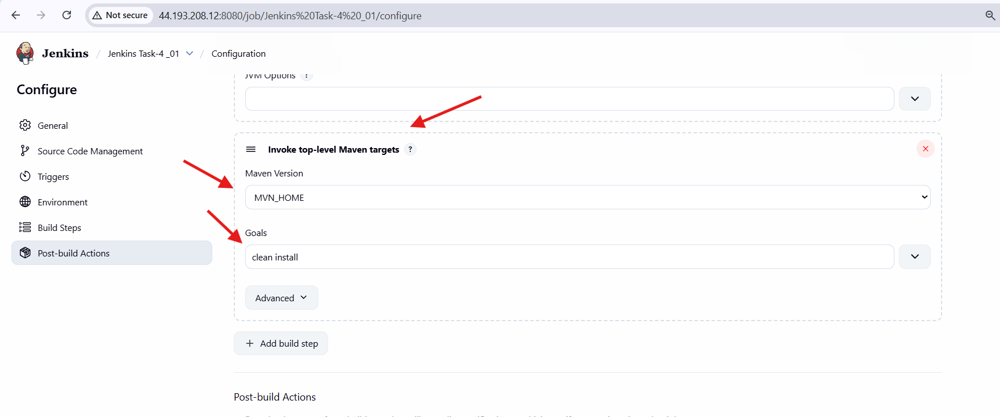 Not secure 44.193.208.12:8080/job/Jenkins%20Task-4%20_01/configure
Jenkins / Jenkins Task-4 _01 / Configuration
Configure
General
Source Code Management
Triggers
Environment
Build Steps
Post-build Actions
JVM Options ?
Invoke top-level Maven targets ?
Maven Version
MVN_HOME
Goals
clean install
Advanced
+ Add build step
Post-build Actions